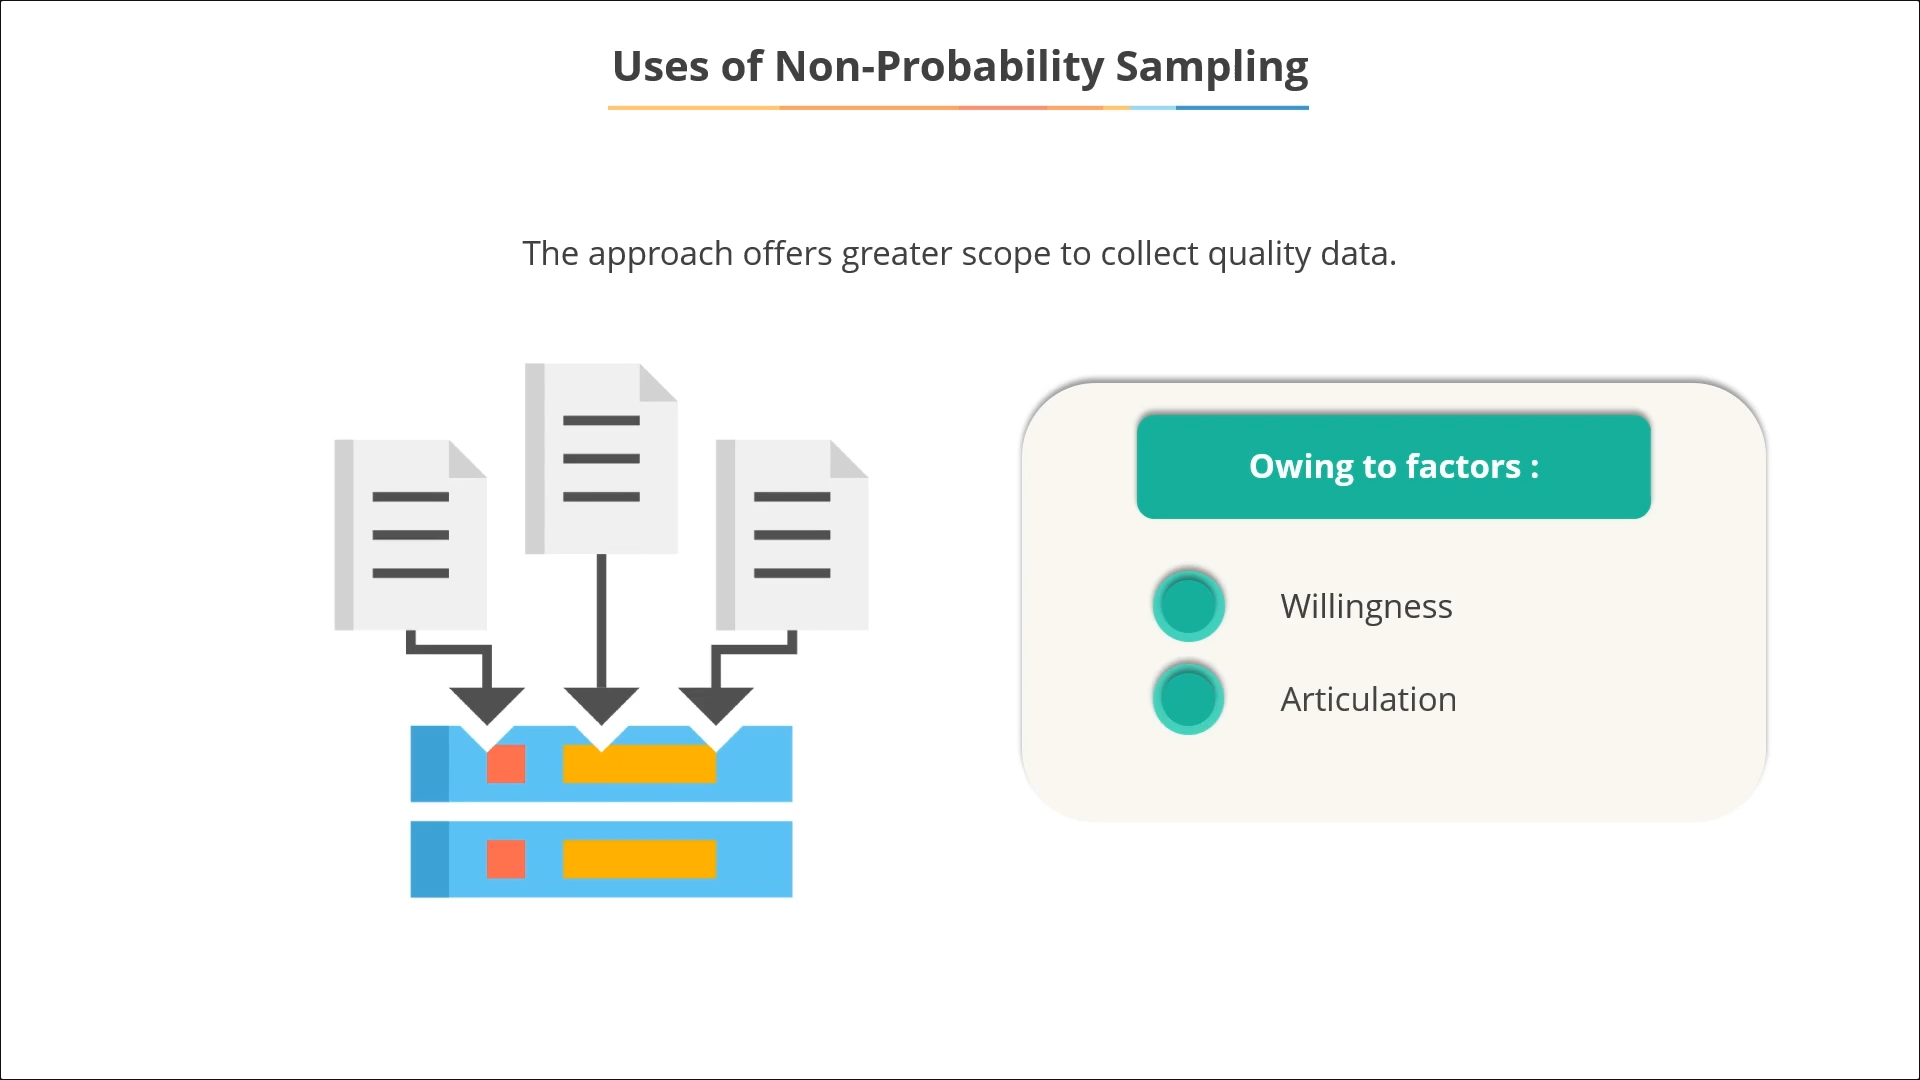 Uses of Non-Probability Sampling
The approach offers greater scope to collect quality data.
Owing to factors :
Willingness
Articulation